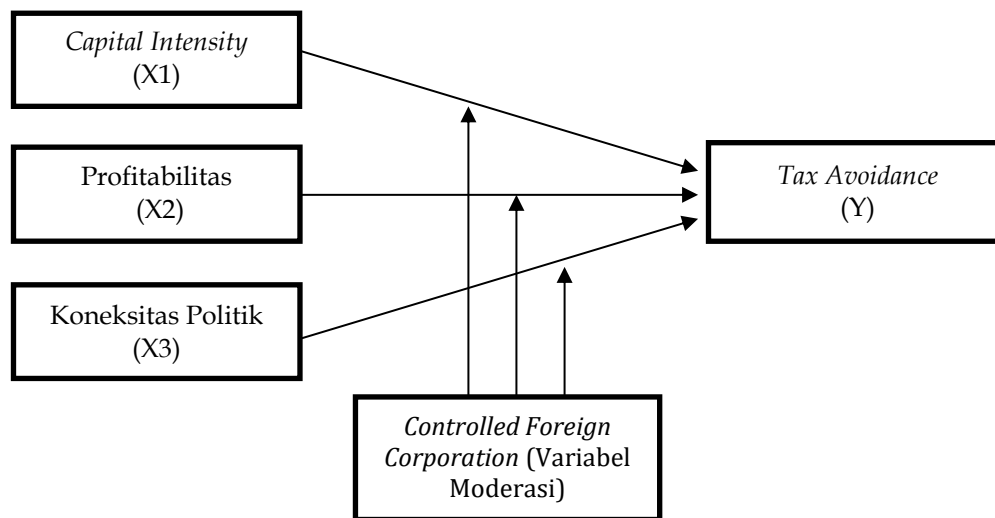 Capital Intensity
(X1)
Profitabilitas
(X2)
Tax Avoidance
(Y)
Koneksitas Politik
(X3)
Controlled Foreign
Corporation (Variabel
Moderasi)